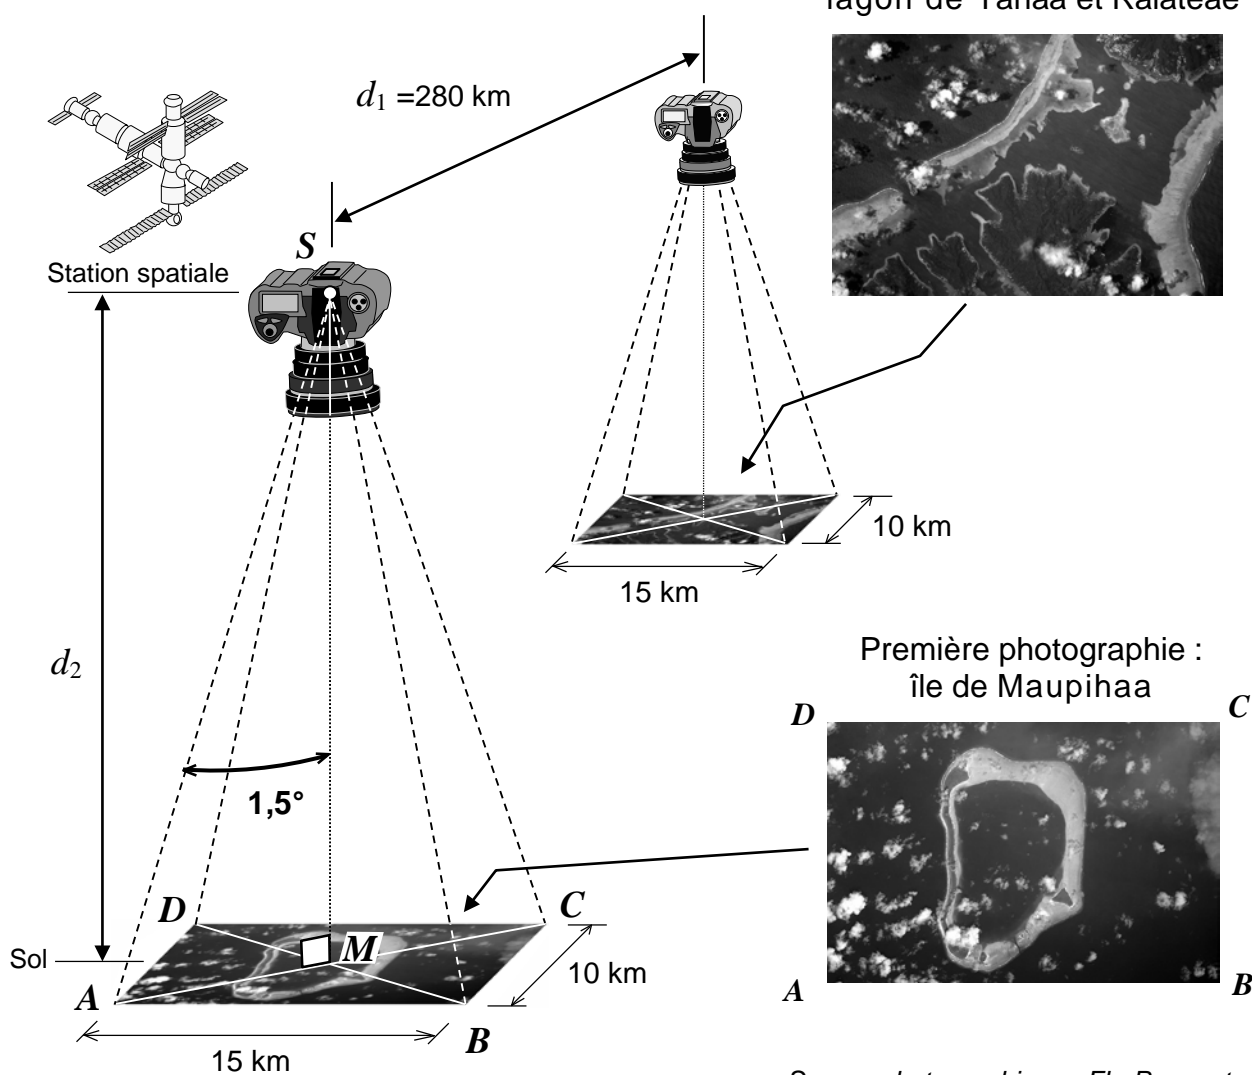 lagon de Tahaa et Raiateae
d1 =280 km
S
Station spatiale
10 km
15 km
d2
Première photographie :
île de Maupihaa
D
C
1,5°
D
C
M
Sol
10 km
A
A
B
B
15 km